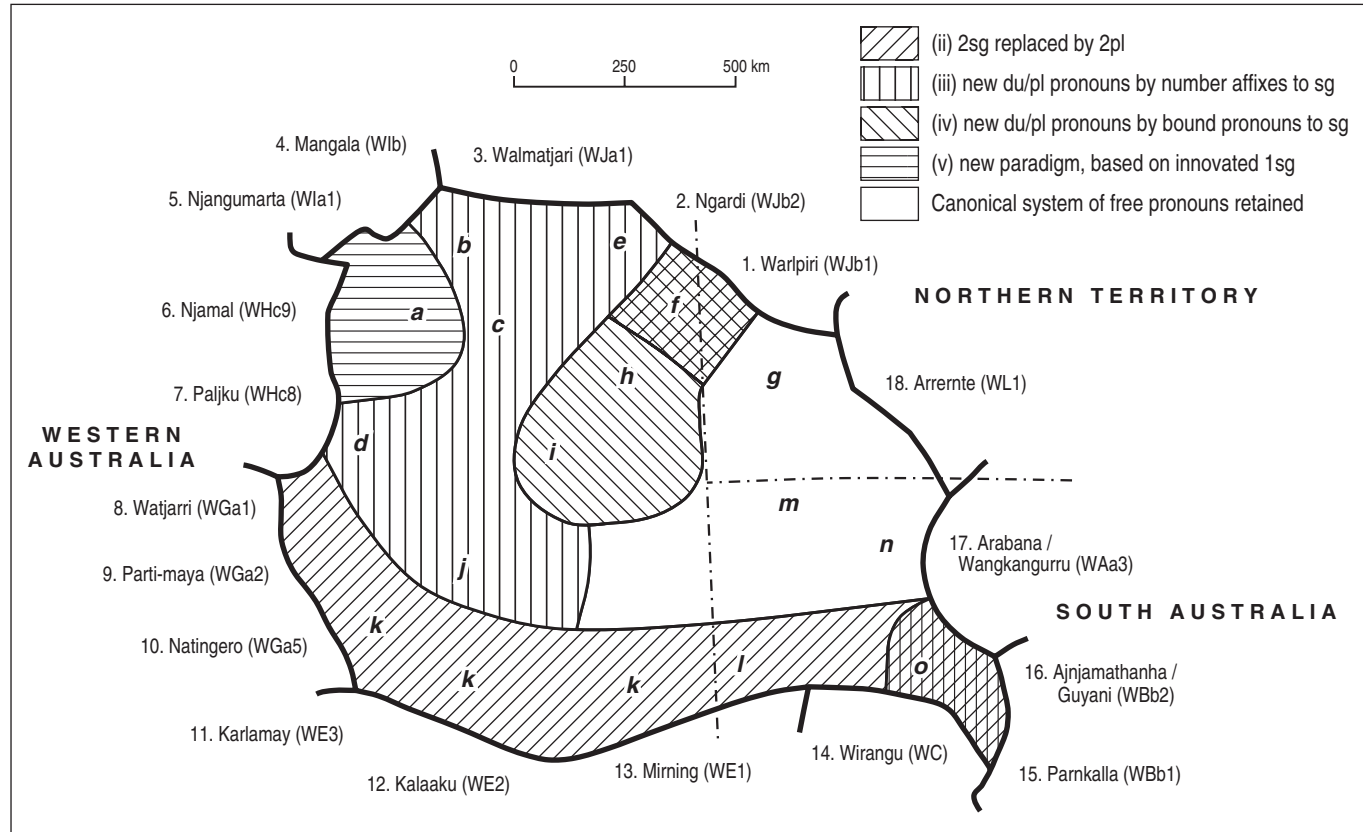 0 250 500 km
(ii) 2sg replaced by 2pl
(iii) new du/pl pronouns by number affixes to sg
(iv) new du/pl pronouns by bound pronouns to sg
(v) new paradigm, based on innovated 1sg
Canonical system of free pronouns retained
4. Mangala (WIb)
3. Walmatjari (WJa1)
5. Njangumarta (WIa1)
2. Ngardi (WJb2)
b
e
1. Warlpiri (WJb1)
NORTHERN TERRITORY
6. Njamal (WHc9)
a
c
f
h
g
7. Paljku (WHc8)
18. Arrernte (WL1)
WESTERN
AUSTRALIA
d
i
8. Watjarri (WGa1)
m
n
17. Arabana /
Wangkangurru (WAa3)
9. Parti-maya (WGa2)
j
SOUTH AUSTRALIA
10. Natingero (WGa5)
k
k
k
l
o
16. Ajnjamathanha /
Guyani (WBb2)
11. Karlamay (WE3)
12. Kalaaku (WE2)
13. Mirning (WE1)
14. Wirangu (WC)
15. Parnkalla (WBb1)